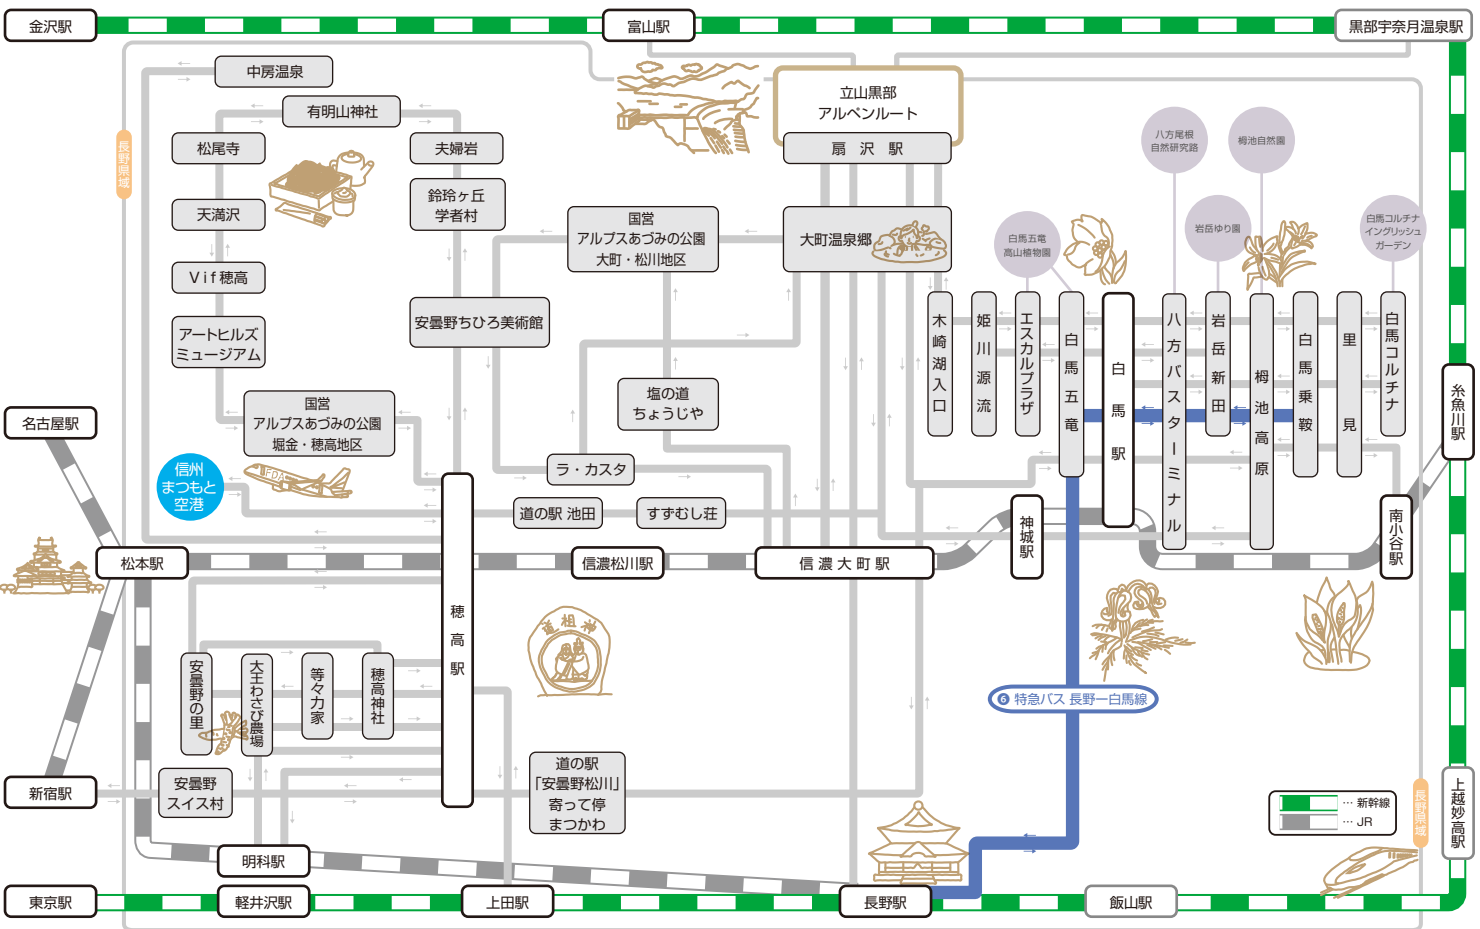 金沢駅
富山駅
黒部宇奈月温泉駅
中房温泉
有明山神社
松尾寺
夫婦岩
長野県域
鈴玲ヶ丘
学者村
天満沢
Vif穂高
アートヒルズ
ミュージアム
国営
アルプスあづみの公園
堀金・穂高地区
安曇野ちひろ美術館
国営
アルプスあづみの公園
大町・松川地区
立山黒部
アルペンルート
扇沢駅
大町温泉郷
八方尾根
自然研究路
栂池自然園
白馬五竜
高山植物園
岩岳ゆり園
白馬コルチナ
イングリッシュ
ガーデン
木崎湖入口
姫川源流
エスカルプラザ
白馬五竜
白馬駅
八方バスターミナル
岩岳新田
栂池高原
白馬乗鞍
里見
白馬コルチナ
塩の道
ちょうじや
ラ・カスタ
道の駅 池田
すずむし荘
名古屋駅
信州
まつもと
空港
FDA
糸魚川駅
松本駅
信濃松川駅
信濃大町駅
神城駅
南小谷駅
穂高駅
道祖神
安曇野の里
大王わさび農場
等々力家
穂高神社
❻ 特急バス 長野ー白馬線
新宿駅
安曇野
スイス村
道の駅
「安曇野松川」
寄って停
まつかわ
明科駅
… 新幹線
… JR
長野県域
上越妙高駅
東京駅
軽井沢駅
上田駅
長野駅
飯山駅